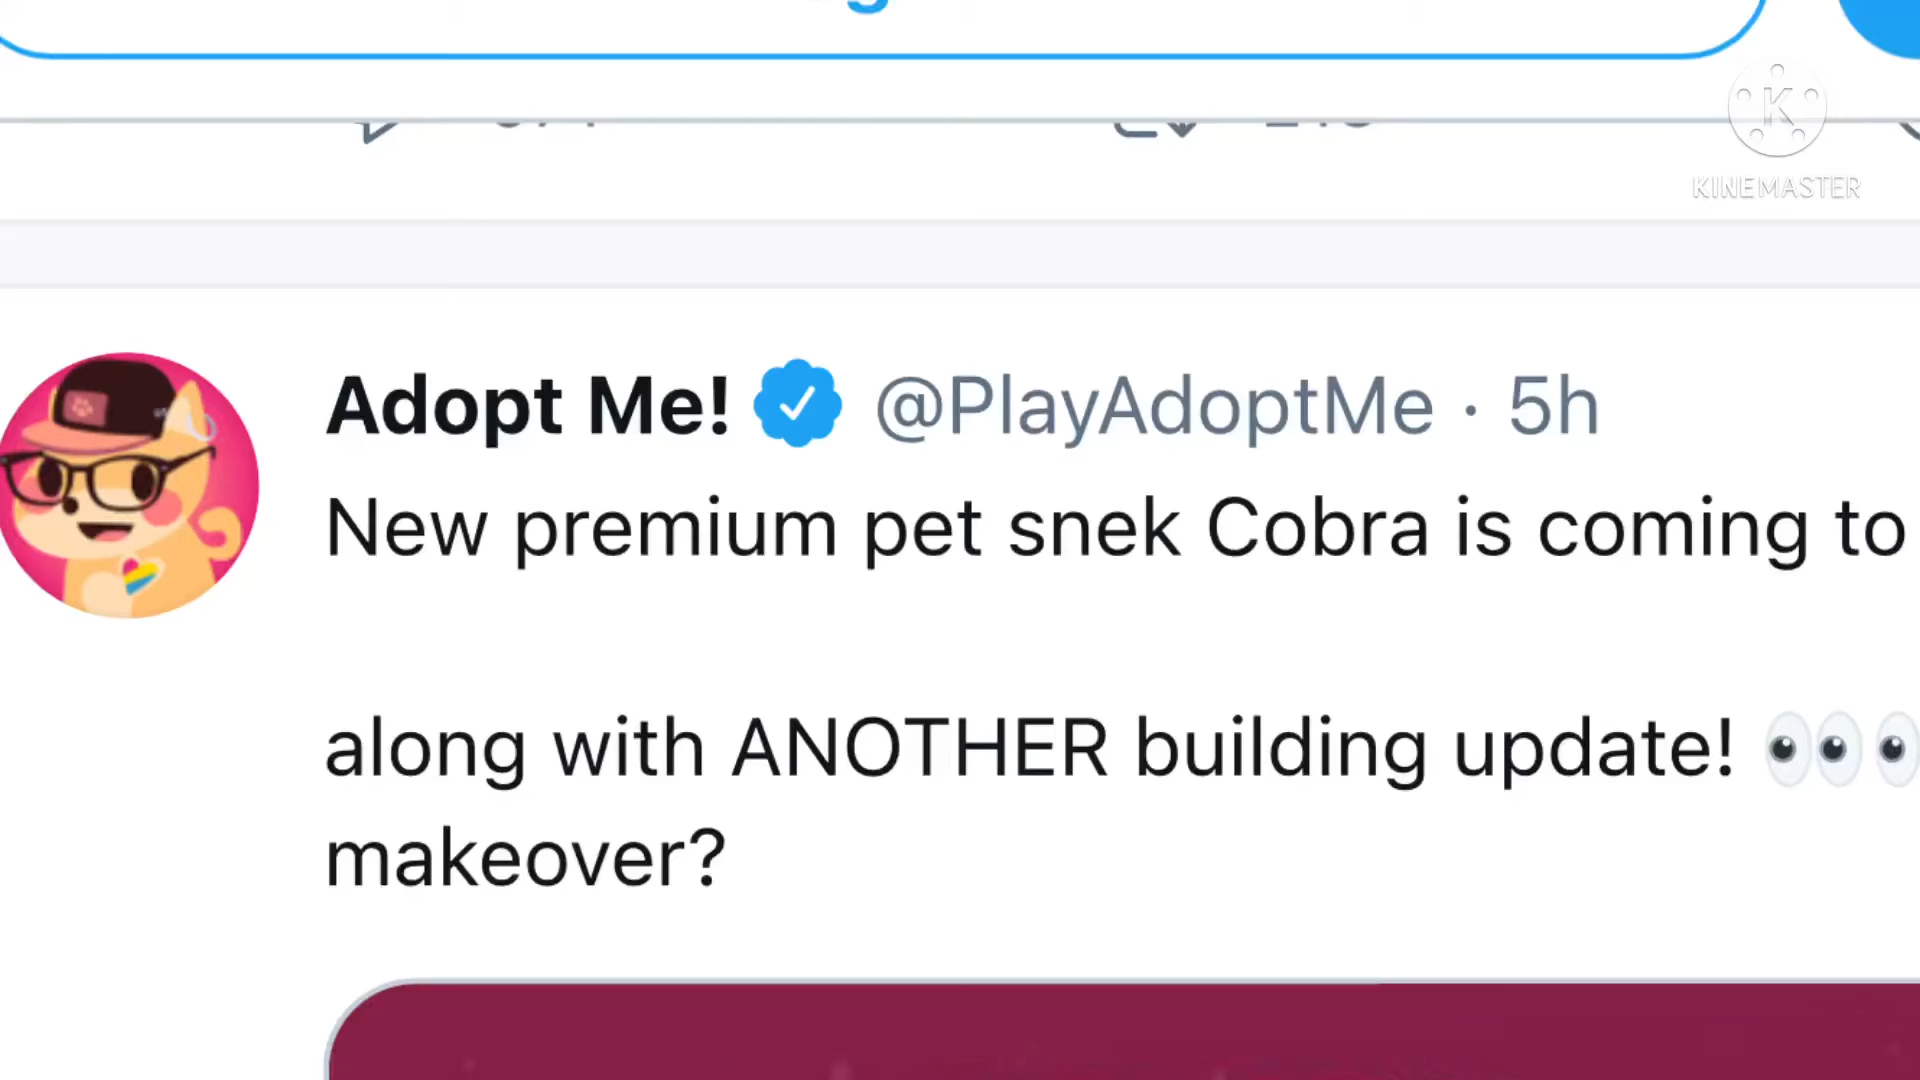 KINEMASTER
Adopt Me! @PlayAdoptMe · 5h
New premium pet snek Cobra is coming to
along with ANOTHER building update! 👀👀
makeover?